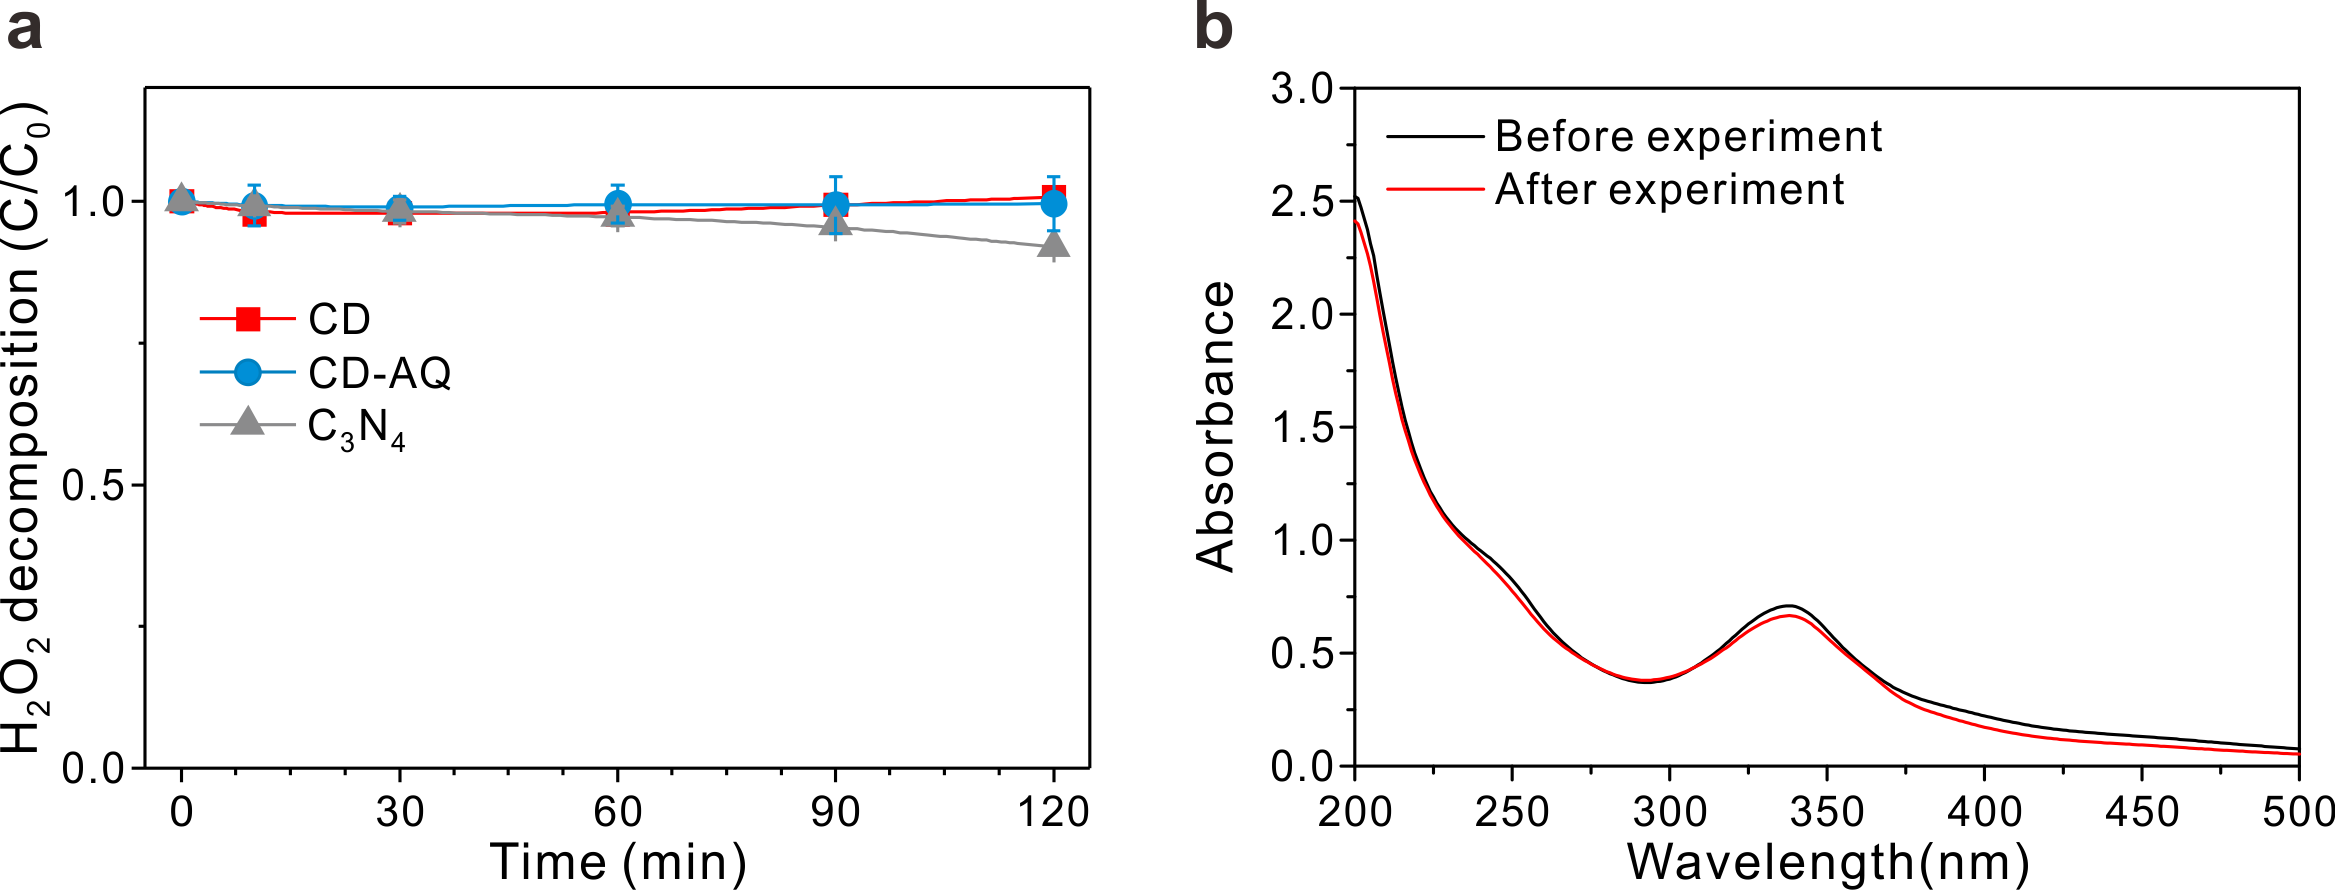 a
H₂O₂ decomposition (C/C₀)
1.0
0.5
0.0
CD
CD-AQ
C₃N₄
0 30 60 90 120
Time (min)
b
Absorbance
3.0
2.5
2.0
1.5
1.0
0.5
0.0
Before experiment
After experiment
200 250 300 350 400 450 500
Wavelength(nm)